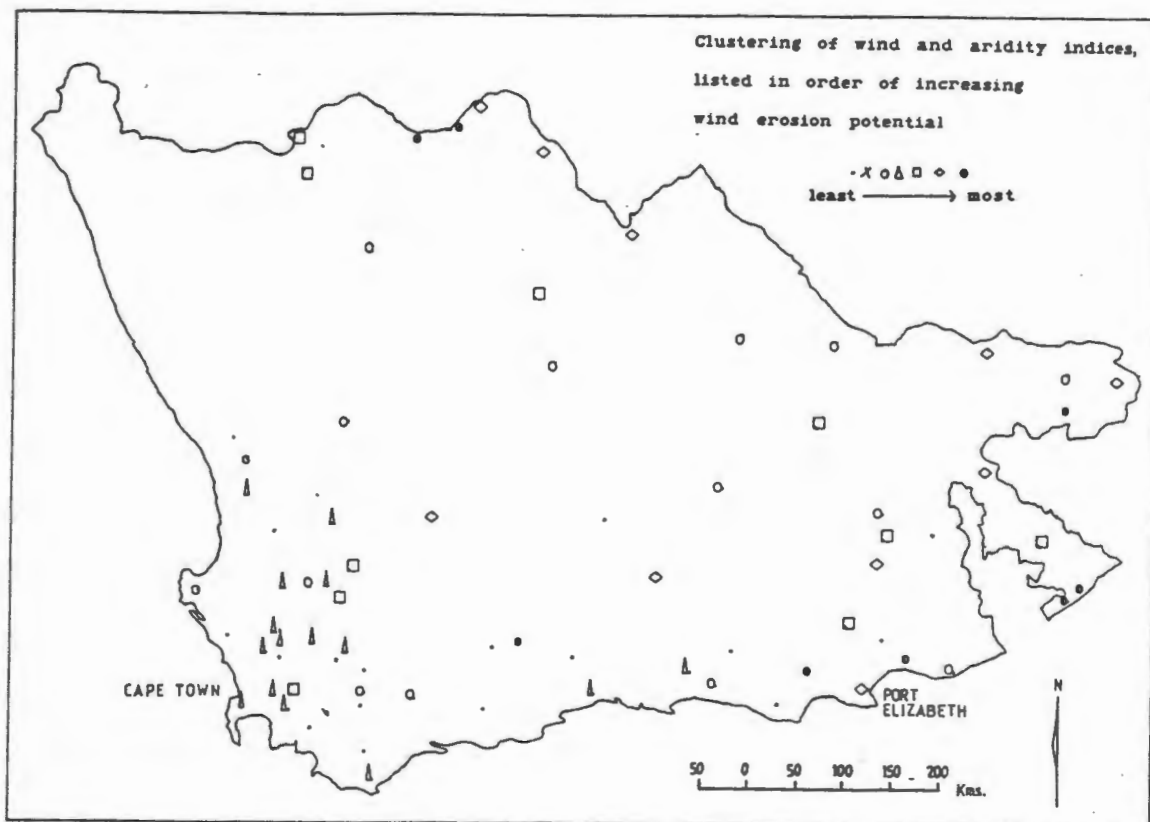 Clustering of wind and aridity indices,
listed in order of increasing
wind erosion potential
least most
CAPE TOWN
PORT
ELIZABETH
N
50 0 50 100 150 200
Kms.